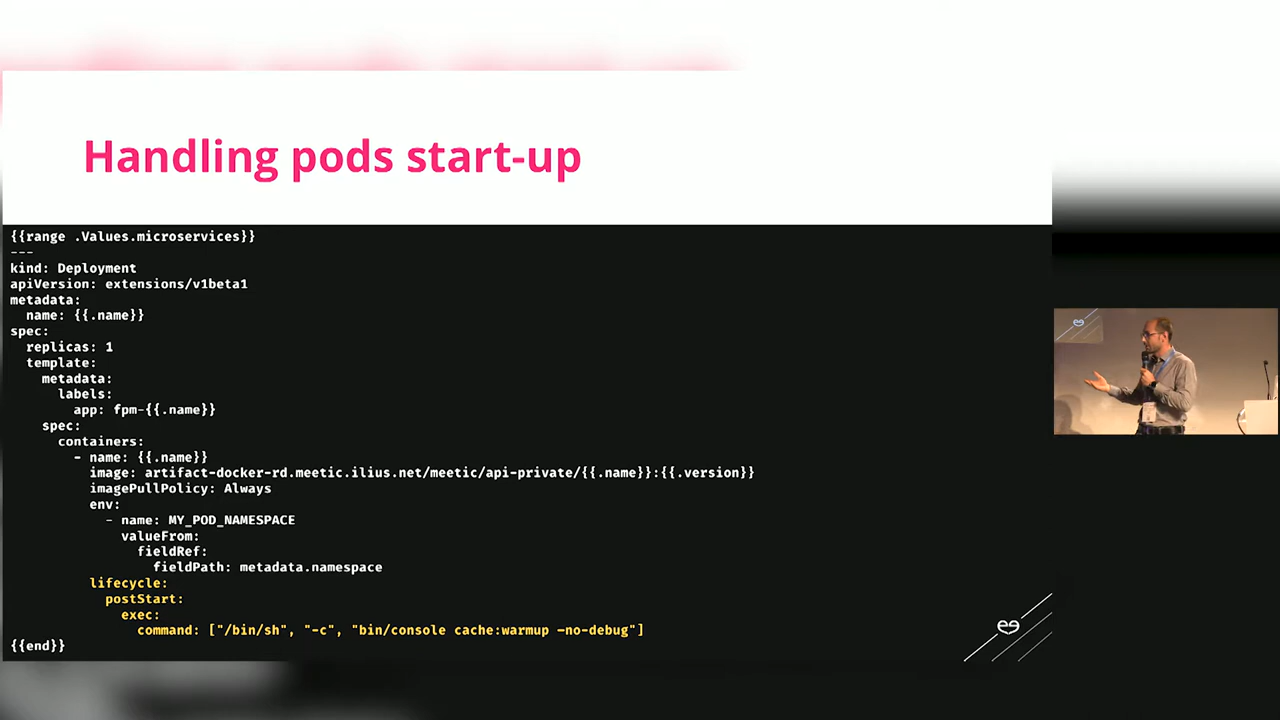 Handling pods start-up
{{range .Values.microservices}}
---
kind: Deployment
apiVersion: extensions/v1beta1
metadata:
  name: {{.name}}
spec:
  replicas: 1
  template:
    metadata:
      labels:
        app: fpm-{{.name}}
    spec:
      containers:
        - name: {{.name}}
          image: artifact-docker-rd.meetic.ilius.net/meetic/api-private/{{.name}}:{{.version}}
          imagePullPolicy: Always
          env:
            - name: MY_POD_NAMESPACE
              valueFrom:
                fieldRef:
                  fieldPath: metadata.namespace
          lifecycle:
            postStart:
              exec:
                command: ["/bin/sh", "-c", "bin/console cache:warmup –no-debug"]
{{end}}